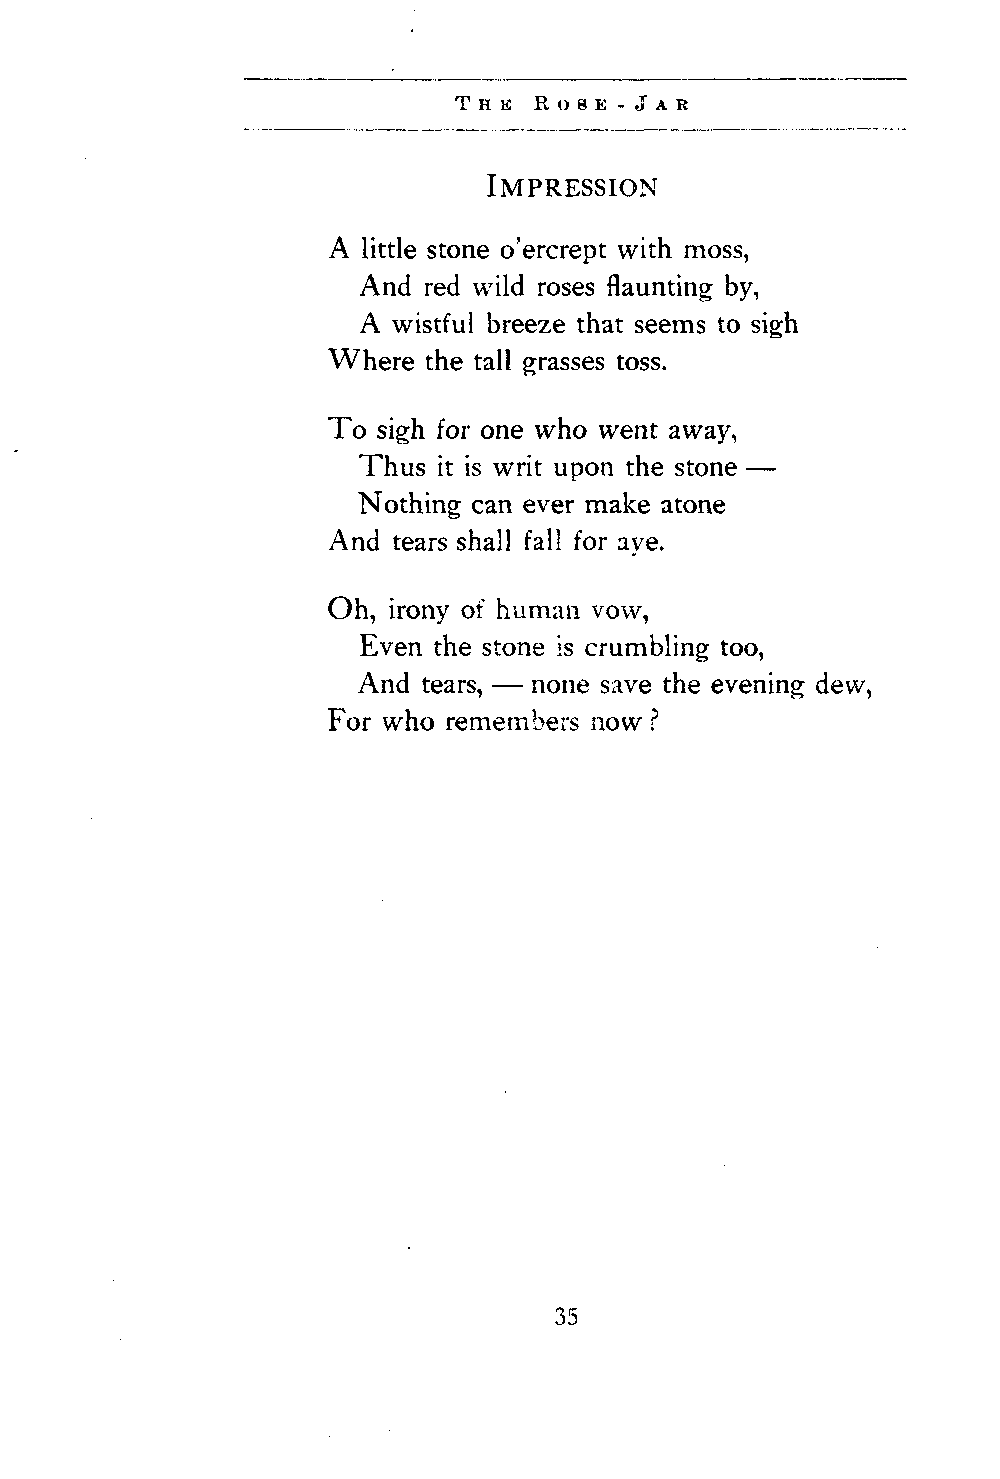 THE ROSE-JAR
IMPRESSION
A little stone o'ercrept with moss,
And red wild roses flaunting by,
A wistful breeze that seems to sigh
Where the tall grasses toss.
To sigh for one who went away,
Thus it is writ upon the stone —
Nothing can ever make atone
And tears shall fall for aye.
Oh, irony of human vow,
Even the stone is crumbling too,
And tears, — none save the evening dew,
For who remembers now?
35